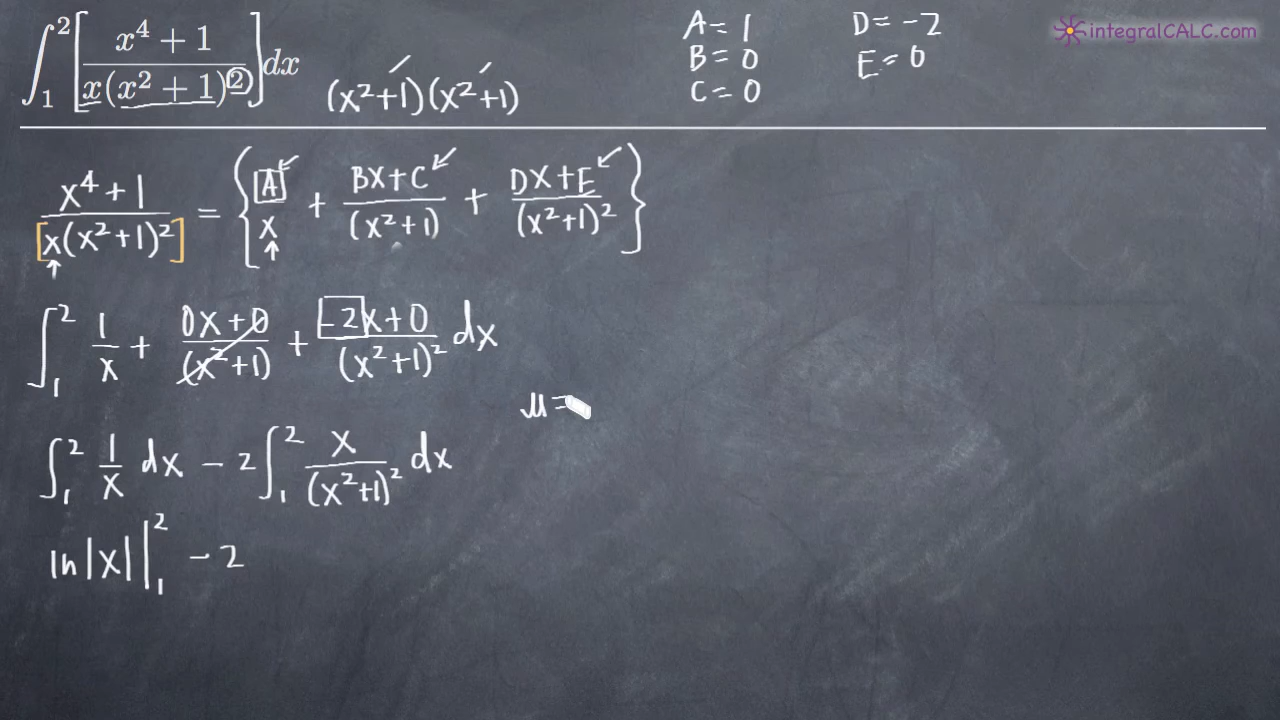 ∫₁² [ (x⁴ + 1) / (x(x² + 1)²) ] dx
(x²+1)(x²+1)
A = 1
B = 0
C = 0
D = -2
E = 0
integralCALC.com
(x⁴ + 1) / [x(x²+1)²] = { A/x + (Bx+C)/(x²+1) + (Dx+E)/(x²+1)² }
∫₁² 1/x + (0x+0)/(x²+1) + (-2x+0)/(x²+1)² dx
u =
∫₁² 1/x dx - 2 ∫₁² x/(x²+1)² dx
ln|x| |₁² - 2